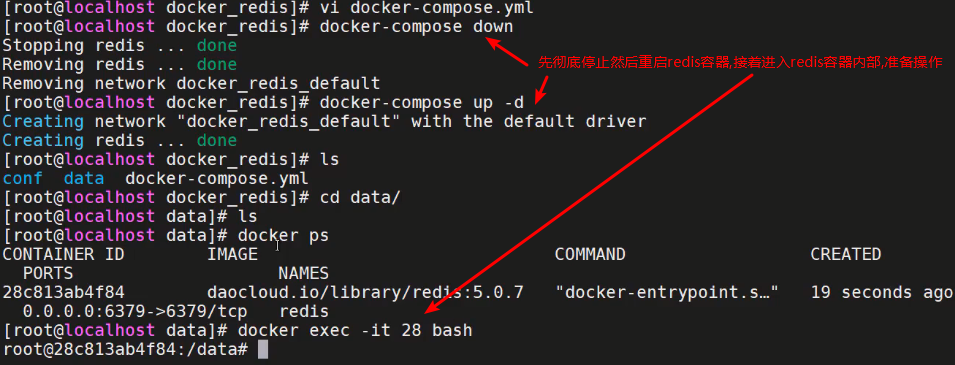 [root@localhost docker_redis]# vi docker-compose.yml
[root@localhost docker_redis]# docker-compose down
Stopping redis ... done
Removing redis ... done
先彻底停止然后重启redis容器,接着进入redis容器内部,准备操作
Removing network docker_redis_default
[root@localhost docker_redis]# docker-compose up -d
Creating network "docker_redis_default" with the default driver
Creating redis ... done
[root@localhost docker_redis]# ls
conf  data  docker-compose.yml
[root@localhost docker_redis]# cd data/
[root@localhost data]# ls
[root@localhost data]# docker ps
CONTAINER ID        IMAGE                           COMMAND                  CREATED
  PORTS                    NAMES
28c813ab4f84        daocloud.io/library/redis:5.0.7   "docker-entrypoint.s…"   19 seconds ago
  0.0.0.0:6379->6379/tcp   redis
[root@localhost data]# docker exec -it 28 bash
root@28c813ab4f84:/data#